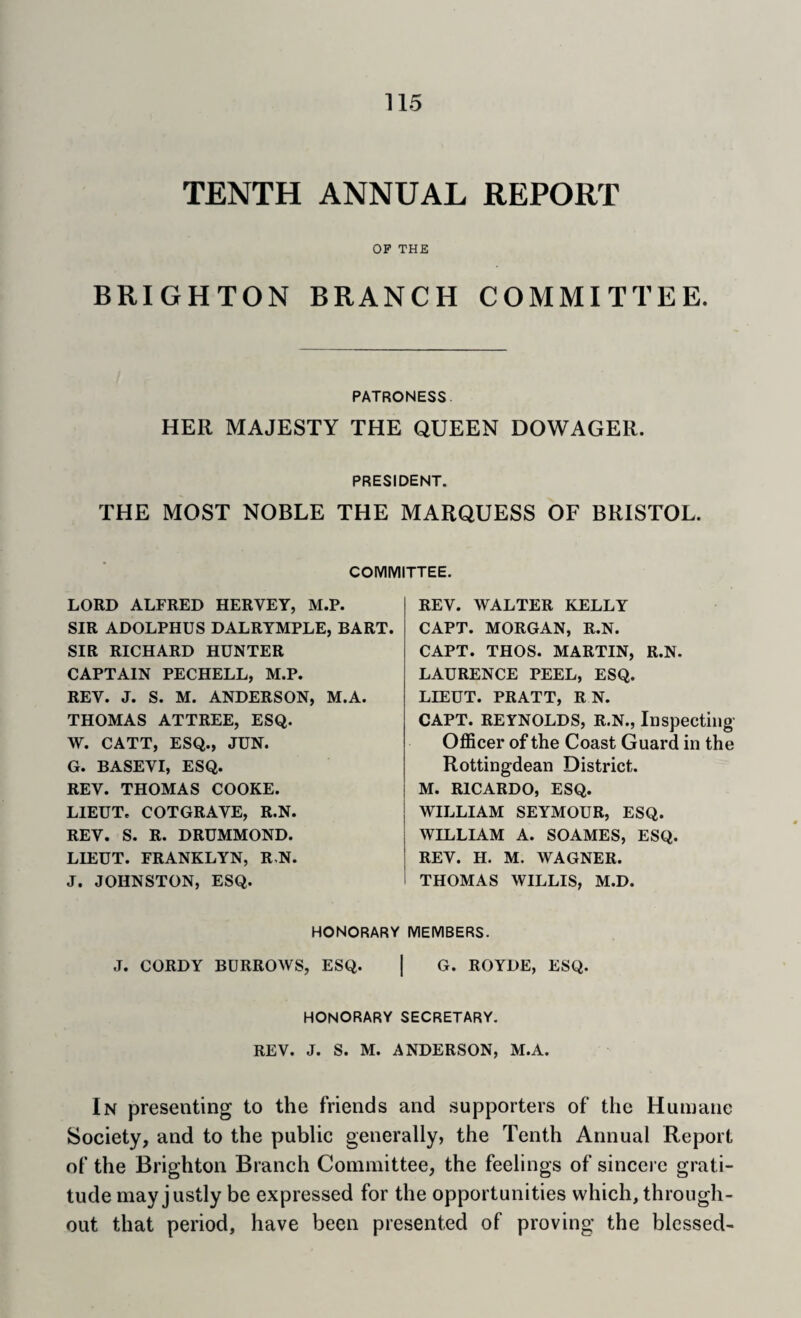 115
TENTH ANNUAL REPORT
OF THE
BRIGHTON BRANCH COMMITTEE.
PATRONESS.
HER MAJESTY THE QUEEN DOWAGER.
PRESIDENT.
THE MOST NOBLE THE MARQUESS OF BRISTOL.
COMMITTEE.
LORD ALFRED HERVEY, M.P.
SIR ADOLPHUS DALRYMPLE, BART.
SIR RICHARD HUNTER
CAPTAIN PECHELL, M.P.
REV. J. S. M. ANDERSON, M.A.
THOMAS ATTREE, ESQ.
W. CATT, ESQ., JUN.
G. BASEVI, ESQ.
REV. THOMAS COOKE.
LIEUT. COTGRAVE, R.N.
REV. S. R. DRUMMOND.
LIEUT. FRANKLYN, R.N.
J. JOHNSTON, ESQ.
REV. WALTER KELLY
CAPT. MORGAN, R.N.
CAPT. THOS. MARTIN, R.N.
LAURENCE PEEL, ESQ.
LIEUT. PRATT, R N.
CAPT. REYNOLDS, R.N., Inspecting
Officer of the Coast Guard in the
Rottingdean District.
M. RICARDO, ESQ.
WILLIAM SEYMOUR, ESQ.
WILLIAM A. SOAMES, ESQ.
REV. H. M. WAGNER.
THOMAS WILLIS, M.D.
HONORARY MEMBERS.
J. CORDY BURROWS, ESQ. | G. ROYDE, ESQ.
HONORARY SECRETARY.
REV. J. S. M. ANDERSON, M.A.
In presenting to the friends and supporters of the Humane
Society, and to the public generally, the Tenth Annual Report
of the Brighton Branch Committee, the feelings of sincere grati-
tude may justly be expressed for the opportunities which, through-
out that period, have been presented of proving the blessed-